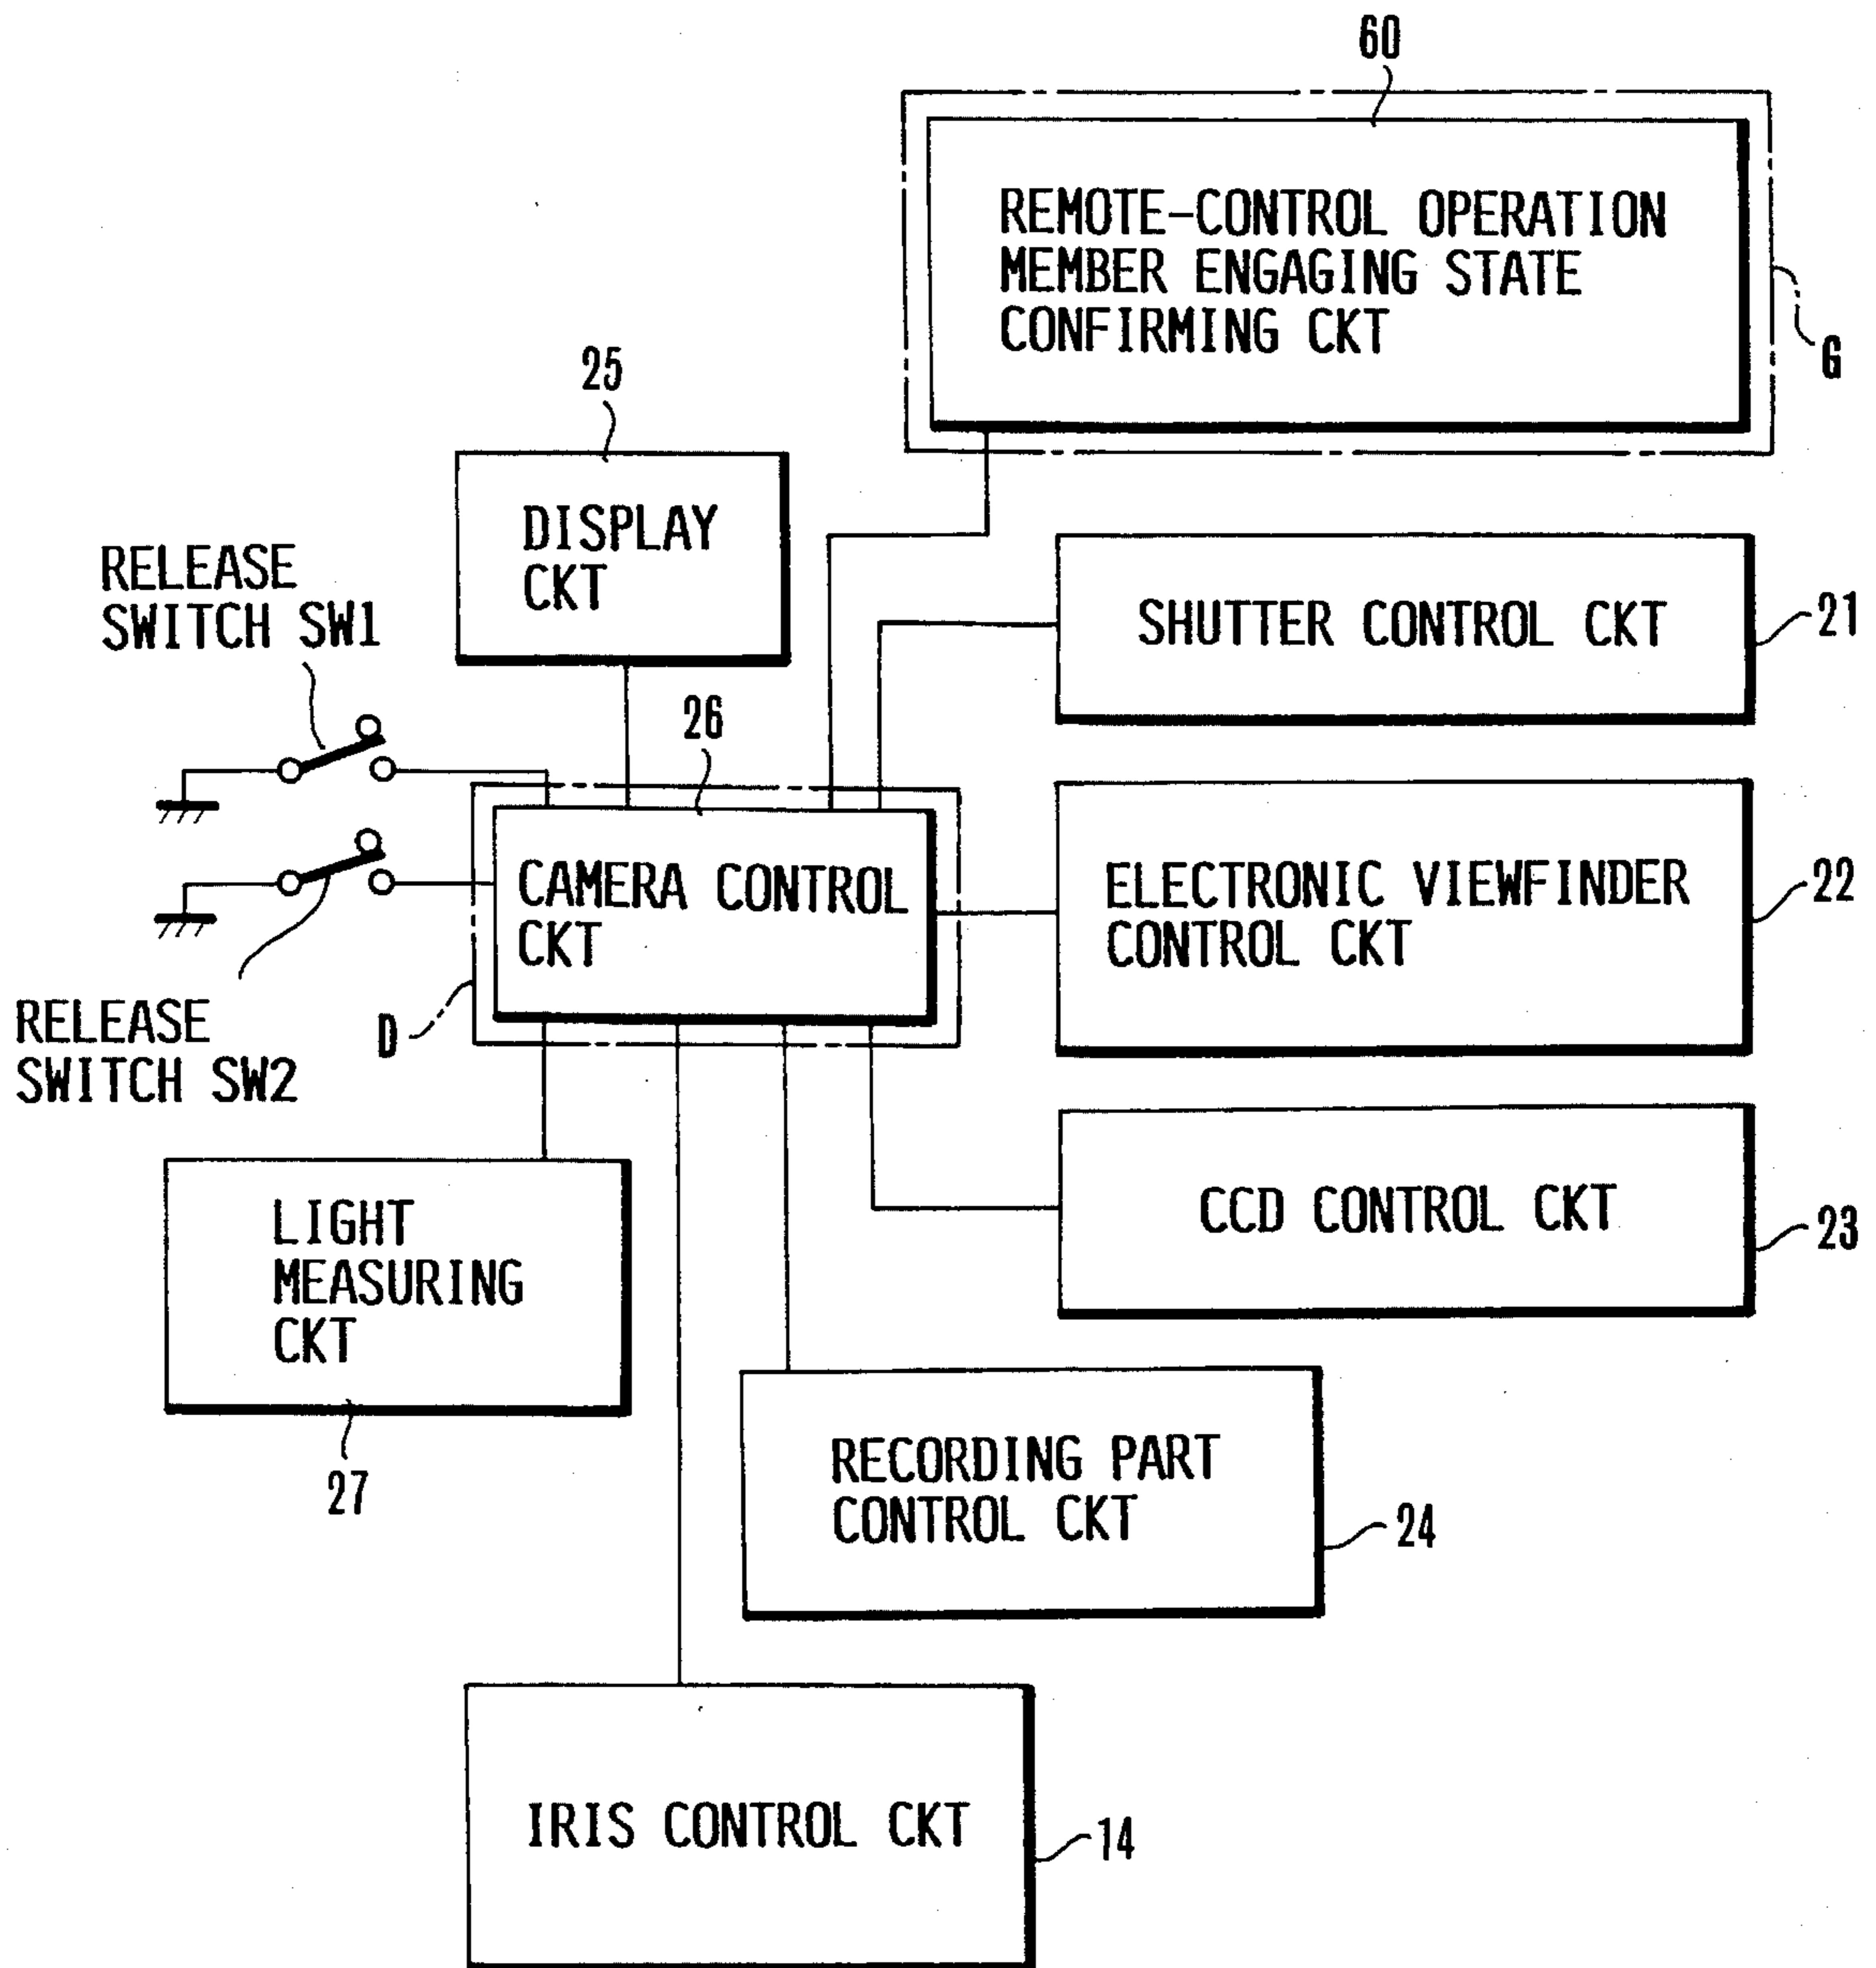 60
REMOTE-CONTROL OPERATION
MEMBER ENGAGING STATE
CONFIRMING CKT
G
25
DISPLAY
CKT
RELEASE
SWITCH SW1
SHUTTER CONTROL CKT
21
26
CAMERA CONTROL
CKT
ELECTRONIC VIEWFINDER
CONTROL CKT
22
D
RELEASE
SWITCH SW2
LIGHT
MEASURING
CKT
27
CCD CONTROL CKT
23
RECORDING PART
CONTROL CKT
24
IRIS CONTROL CKT
14